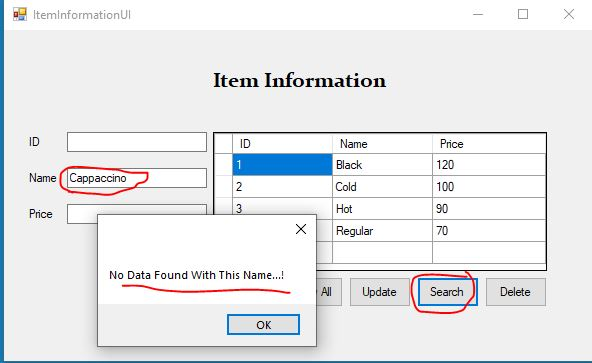 ItemInformationUI
Item Information
ID
Name Cappaccino
Price
ID Name Price
1 Black 120
2 Cold 100
3 Hot 90
Regular 70
No Data Found With This Name...!
OK
All Update Search Delete